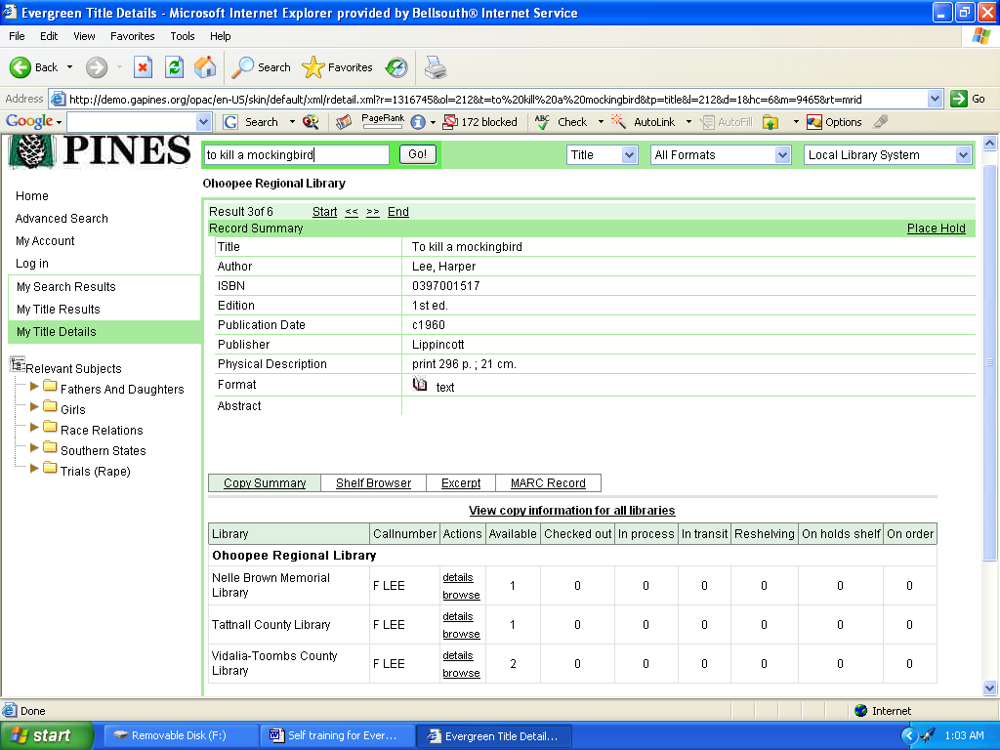 Evergreen Title Details - Microsoft Internet Explorer provided by Bellsouth® Internet Service
File Edit View Favorites Tools Help
Back Search Favorites
Address http://demo.gapines.org/opac/en-US/skin/default/xml/rdetail.xml?r=1316745&ol=212&t=to%20kill%20a%20mockingbird&tp=title&l=212&d=1&hc=6&m=9465&rt=mrid Go
Google Search PageRank 172 blocked ABC Check AutoLink AutoFill Options
PINES to kill a mockingbird Go! Title All Formats Local Library System
Ohoopee Regional Library
Home
Advanced Search
My Account
Log in
My Search Results
My Title Results
My Title Details
Relevant Subjects
Fathers And Daughters
Girls
Race Relations
Southern States
Trials (Rape)
Result 3of 6 Start << >> End
Record Summary Place Hold
Title To kill a mockingbird
Author Lee, Harper
ISBN 0397001517
Edition 1st ed.
Publication Date c1960
Publisher Lippincott
Physical Description print 296 p. ; 21 cm.
Format text
Abstract
Copy Summary Shelf Browser Excerpt MARC Record
View copy information for all libraries
Library Callnumber Actions Available Checked out In process In transit Reshelving On holds shelf On order
Ohoopee Regional Library
Nelle Brown Memorial Library F LEE details browse 1 0 0 0 0 0 0
Tattnall County Library F LEE details browse 1 0 0 0 0 0 0
Vidalia-Toombs County Library F LEE details browse 2 0 0 0 0 0 0
Done Internet
start Removable Disk (F:) Self training for Ever... Evergreen Title Detail... 1:03 AM